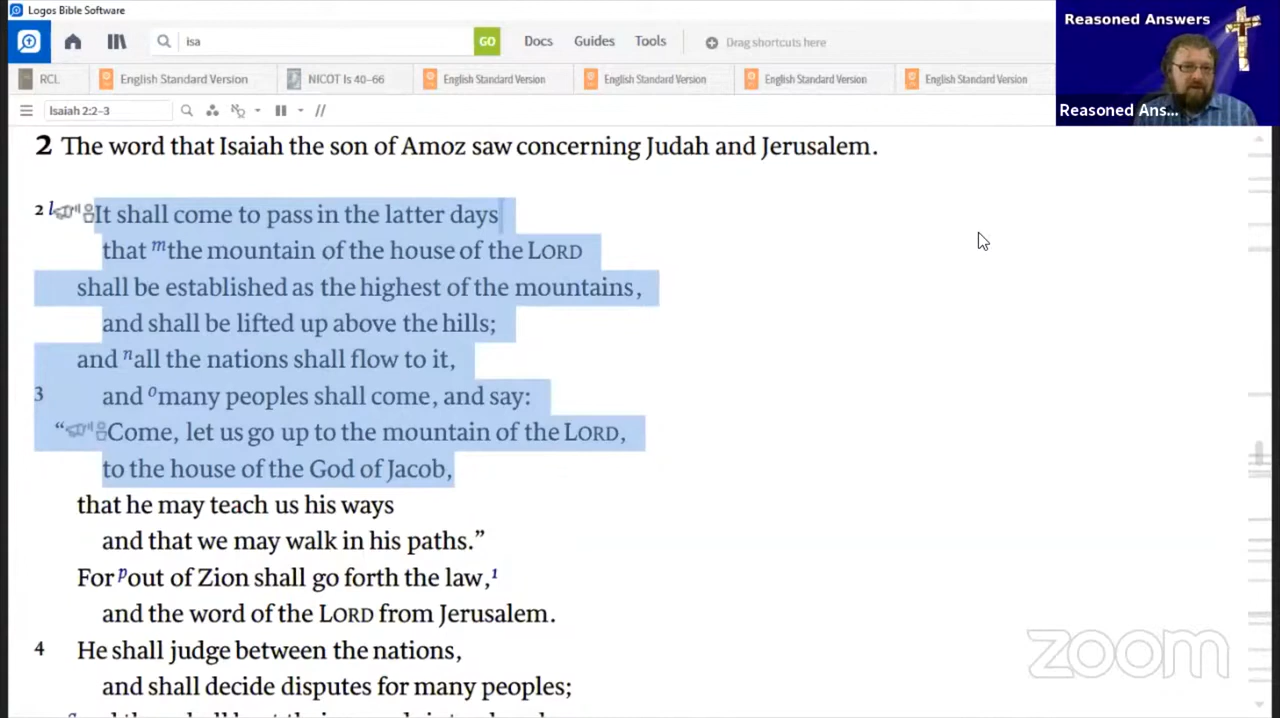 Logos Bible Software
isa
GO
Docs
Guides
Tools
Drag shortcuts here
Reasoned Answers
Reasoned Ans...
RCL
English Standard Version
NICOT Is 40–66
English Standard Version
English Standard Version
English Standard Version
English Standard Version
Isaiah 2:2–3
2 The word that Isaiah the son of Amoz saw concerning Judah and Jerusalem.
2 l It shall come to pass in the latter days
that m the mountain of the house of the LORD
shall be established as the highest of the mountains,
and shall be lifted up above the hills;
and n all the nations shall flow to it,
3 and o many peoples shall come, and say:
“Come, let us go up to the mountain of the LORD,
to the house of the God of Jacob,
that he may teach us his ways
and that we may walk in his paths.”
For p out of Zion shall go forth the law,1
and the word of the LORD from Jerusalem.
4 He shall judge between the nations,
and shall decide disputes for many peoples;
zoom